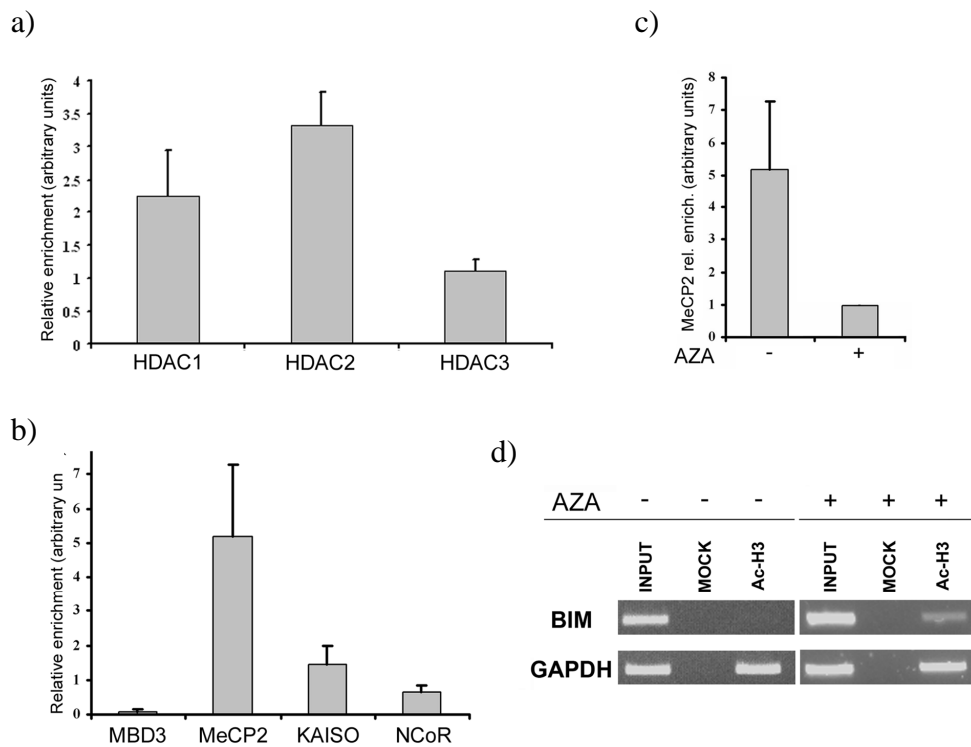 a)
Relative enrichment (arbitrary units)
4
3.5
3
2.5
2
1.5
1
0.5
0
HDAC1 HDAC2 HDAC3
b)
Relative enrichment (arbitrary un
7
6
5
4
3
2
1
0
MBD3 MeCP2 KAISO NCoR
c)
MeCP2 rel. enrich. (arbitrary units)
8
7
6
5
4
3
2
1
0
AZA - +
d)
AZA - - - + + +
INPUT MOCK Ac-H3 INPUT MOCK Ac-H3
BIM
GAPDH